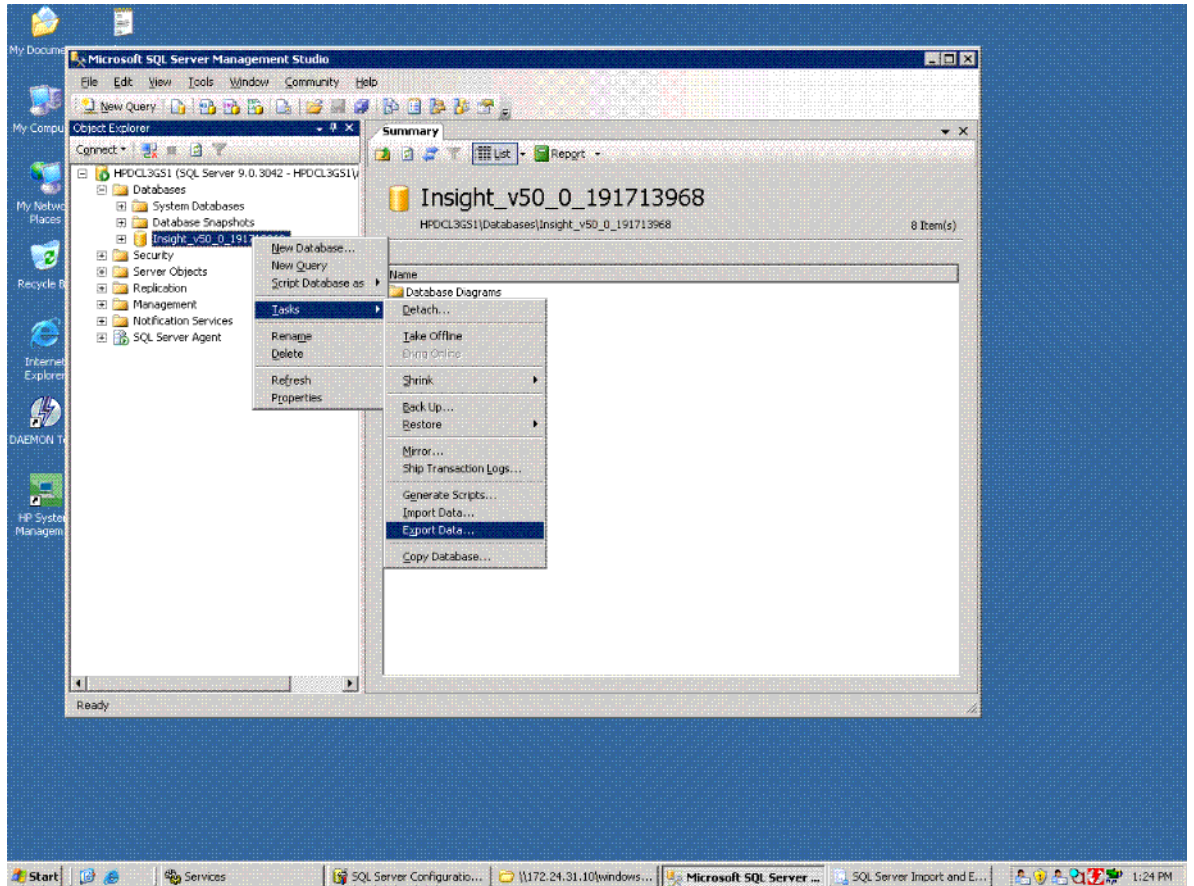 My Docume
Microsoft SQL Server Management Studio
File Edit View Tools Window Community Help
New Query
My Compu
Object Explorer
Summary
Connect
List
Report
HPDCL3GS1 (SQL Server 9.0.3042 - HPDCL3GS1\
Databases
System Databases
Database Snapshots
Insight_v50_0_191713968
Security
Server Objects
Replication
Management
Notification Services
SQL Server Agent
Insight_v50_0_191713968
HPDCL3GS1\Databases\Insight_v50_0_191713968
8 Item(s)
Name
Database Diagrams
New Database...
New Query
Script Database as
Tasks
Rename
Delete
Refresh
Properties
Detach...
Take Offline
Bring Online
Shrink
Back Up...
Restore
Mirror...
Ship Transaction Logs...
Generate Scripts...
Import Data...
Export Data...
Copy Database...
My Netwo
Places
Recycle B
Internet
Explorer
DAEMON T
HP System
Managem
Ready
Start
Services
SQL Server Configuratio...
\\172.24.31.10\windows...
Microsoft SQL Server ...
SQL Server Import and E...
1:24 PM